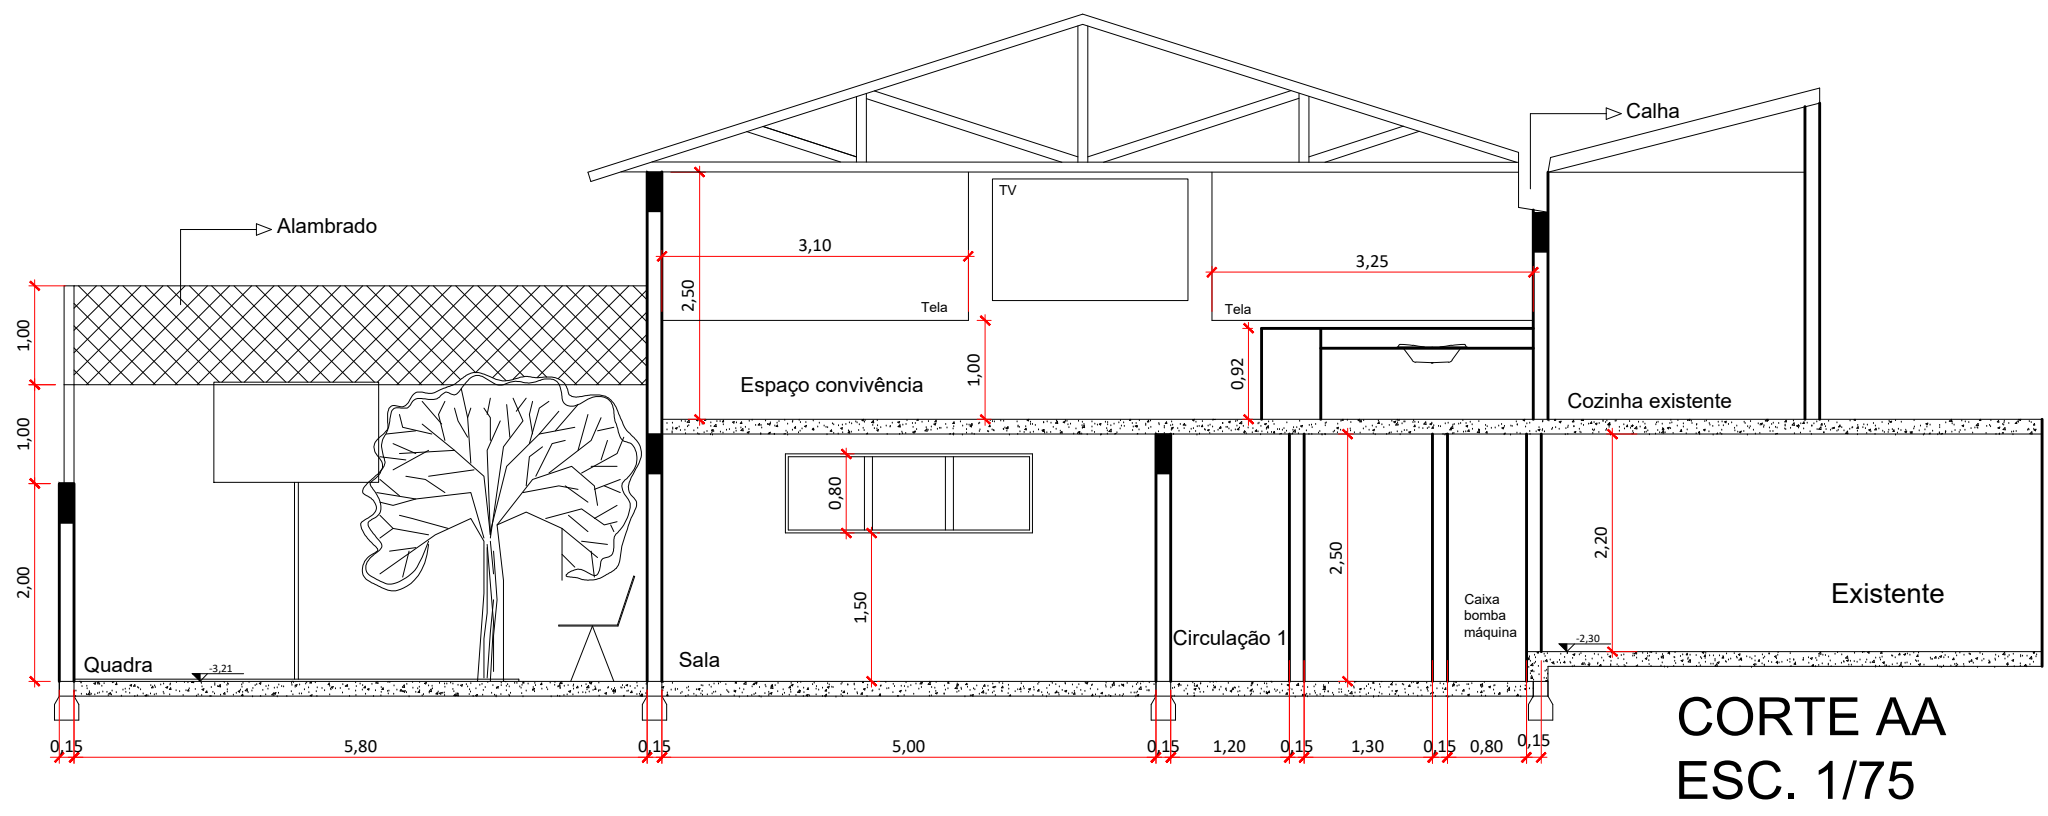 Calha
TV
Alambrado
3,10
3,25
2,50
Tela
Tela
1,00
1,00
0,92
Espaço convivência
Cozinha existente
1,00
0,80
2,00
1,50
2,50
2,20
Existente
Caixa
bomba
máquina
Circulação 1
-2,30
Quadra
-3,21
Sala
0,15
5,80
0,15
5,00
0,15
1,20
0,15
1,30
0,15
0,80
0,15
CORTE AA
ESC. 1/75